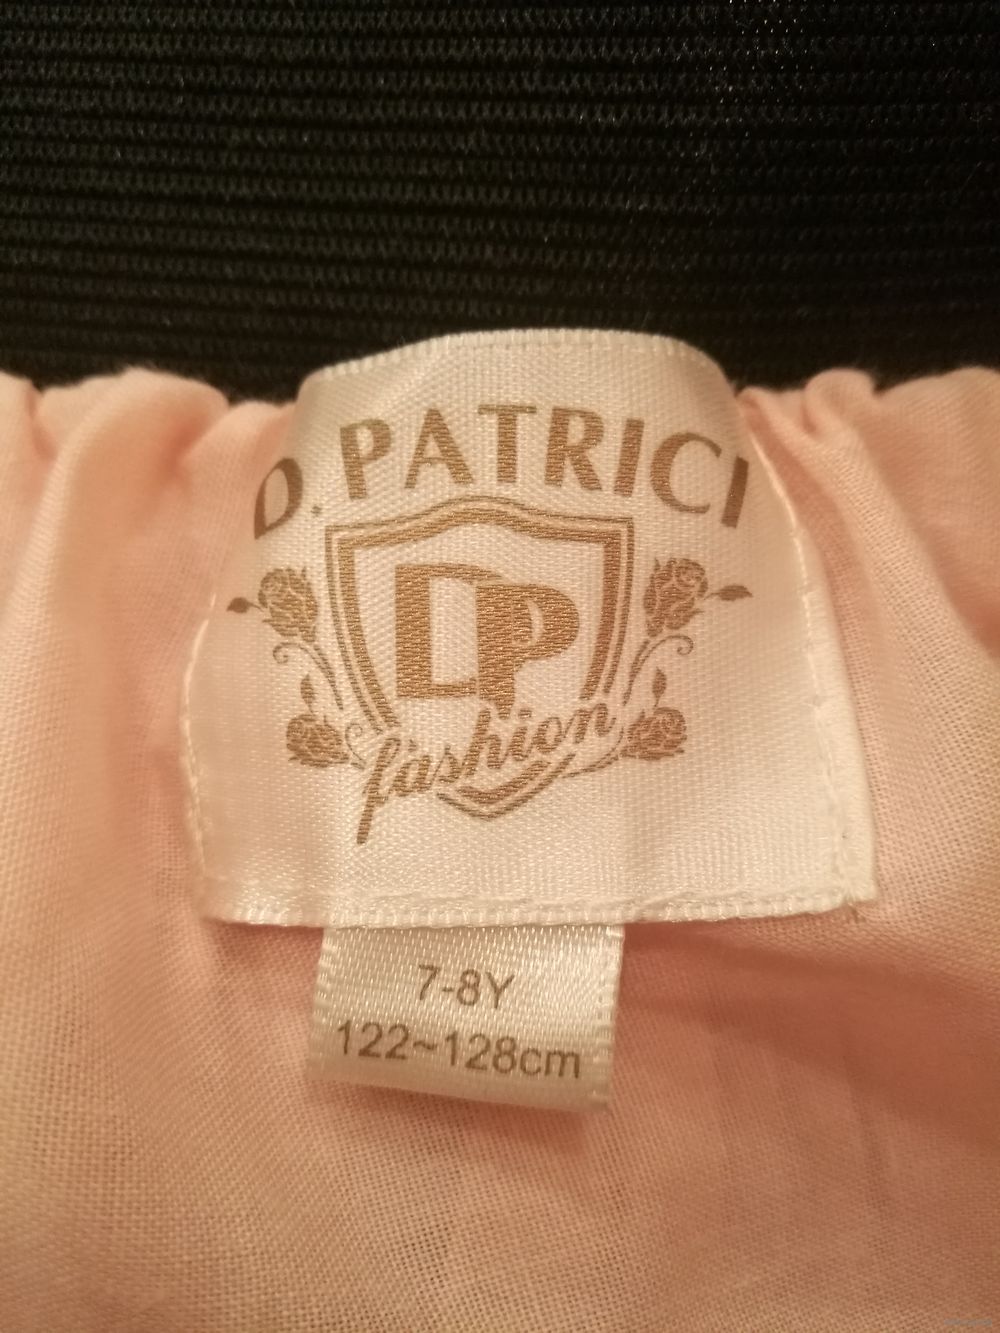 D. PATRICI
DP
fashion
7-8Y
122~128cm